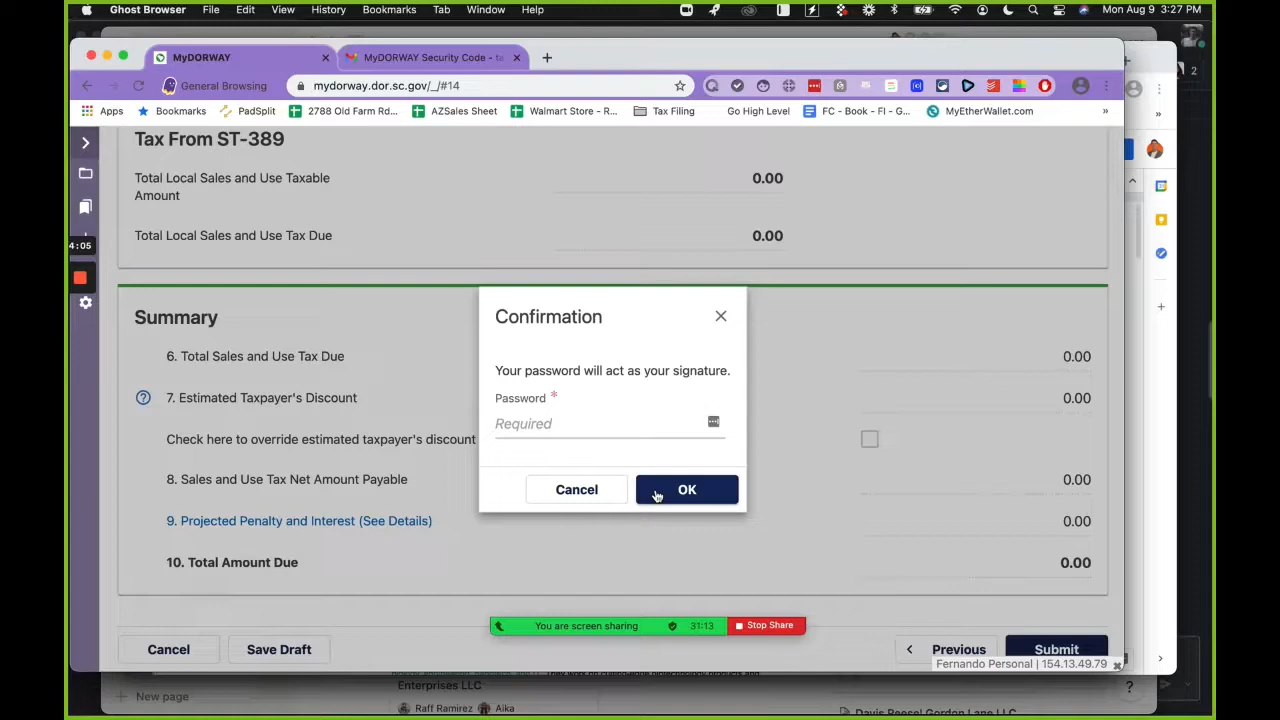 Ghost Browser File Edit View History Bookmarks Tab Window Help Mon Aug 9 3:27 PM
MyDORWAY MyDORWAY Security Code - to
General Browsing mydorway.dor.sc.gov/_/#14
2
Apps Bookmarks PadSplit 2788 Old Farm Rd... AZSales Sheet Walmart Store - R... Tax Filing Go High Level FC - Book - Fl - G... MyEtherWallet.com »
Tax From ST-389
Total Local Sales and Use Taxable
Amount
0.00
Total Local Sales and Use Tax Due 0.00
4:05
Summary
6. Total Sales and Use Tax Due 0.00
7. Estimated Taxpayer's Discount 0.00
Check here to override estimated taxpayer's discount
8. Sales and Use Tax Net Amount Payable 0.00
9. Projected Penalty and Interest (See Details) 0.00
10. Total Amount Due 0.00
Confirmation
Your password will act as your signature.
Password *
Required
Cancel OK
You are screen sharing 31:13 Stop Share
Cancel Save Draft Previous Submit
Fernando Personal | 154.13.49.79
Enterprises LLC
New page
Raff Ramirez Aika
Davis Reese/ Gordon Lane LLC